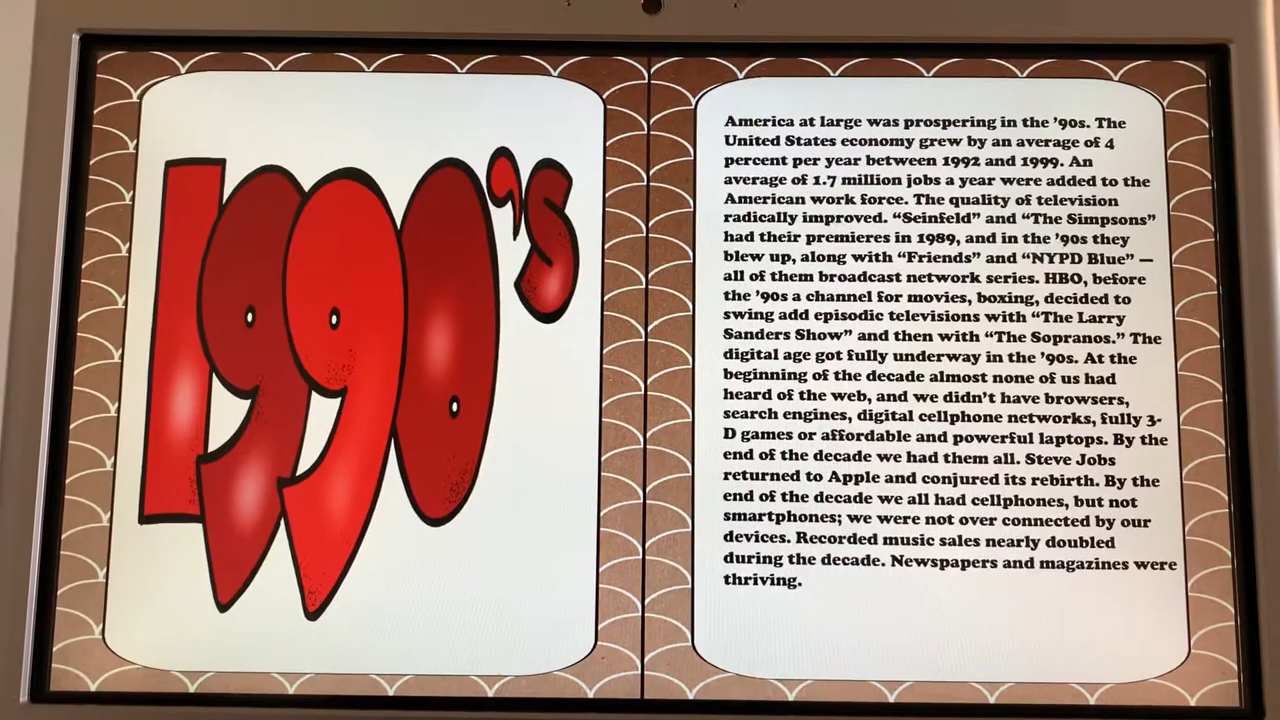 1990's
America at large was prospering in the ’90s. The
United States economy grew by an average of 4
percent per year between 1992 and 1999. An
average of 1.7 million jobs a year were added to the
American work force. The quality of television
radically improved. “Seinfeld” and “The Simpsons”
had their premieres in 1989, and in the ’90s they
blew up, along with “Friends” and “NYPD Blue” —
all of them broadcast network series. HBO, before
the ’90s a channel for movies, boxing, decided to
swing add episodic televisions with “The Larry
Sanders Show” and then with “The Sopranos.” The
digital age got fully underway in the ’90s. At the
beginning of the decade almost none of us had
heard of the web, and we didn’t have browsers,
search engines, digital cellphone networks, fully 3-
D games or affordable and powerful laptops. By the
end of the decade we had them all. Steve Jobs
returned to Apple and conjured its rebirth. By the
end of the decade we all had cellphones, but not
smartphones; we were not over connected by our
devices. Recorded music sales nearly doubled
during the decade. Newspapers and magazines were
thriving.